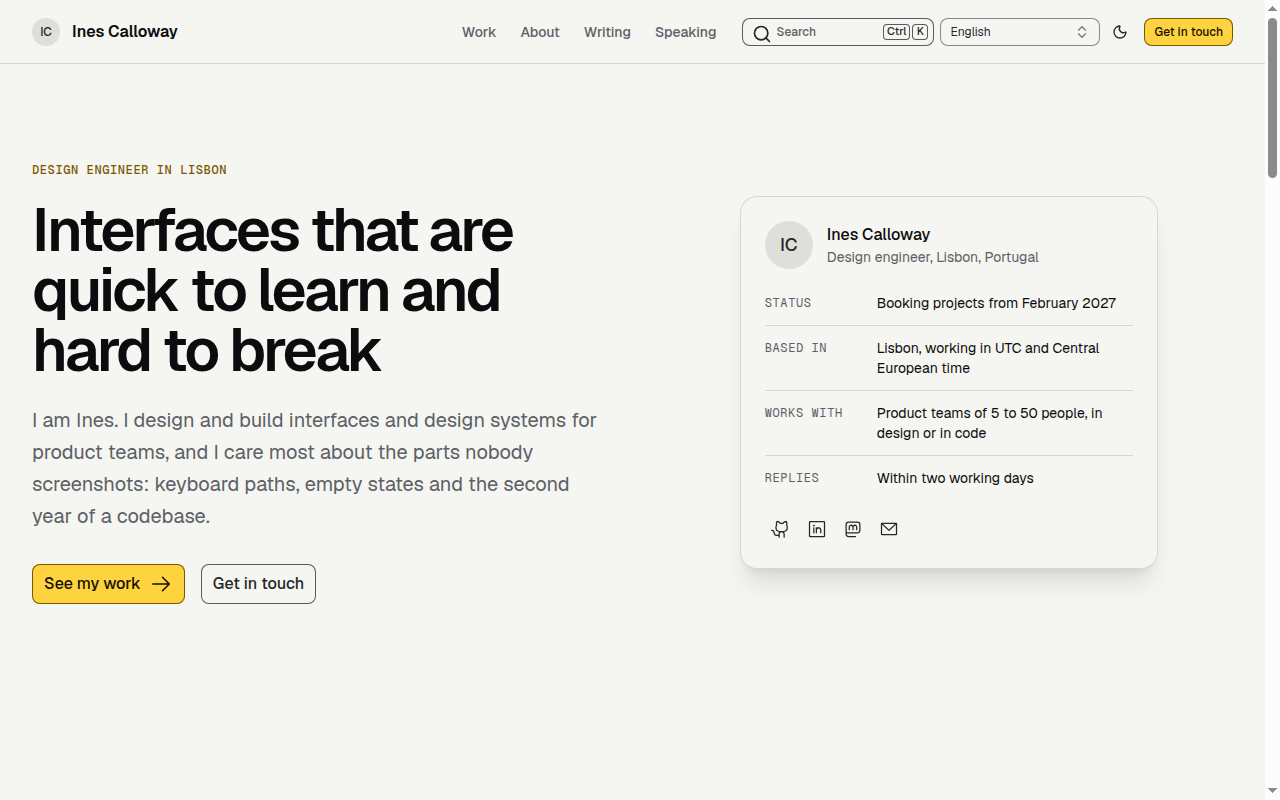 IC Ines Calloway
Work About Writing Speaking
Search Ctrl K
English
Get in touch
DESIGN ENGINEER IN LISBON
Interfaces that are
quick to learn and
hard to break
I am Ines. I design and build interfaces and design systems for
product teams, and I care most about the parts nobody
screenshots: keyboard paths, empty states and the second
year of a codebase.
See my work
Get in touch
IC
Ines Calloway
Design engineer, Lisbon, Portugal
STATUS Booking projects from February 2027
BASED IN Lisbon, working in UTC and Central
European time
WORKS WITH Product teams of 5 to 50 people, in
design or in code
REPLIES Within two working days